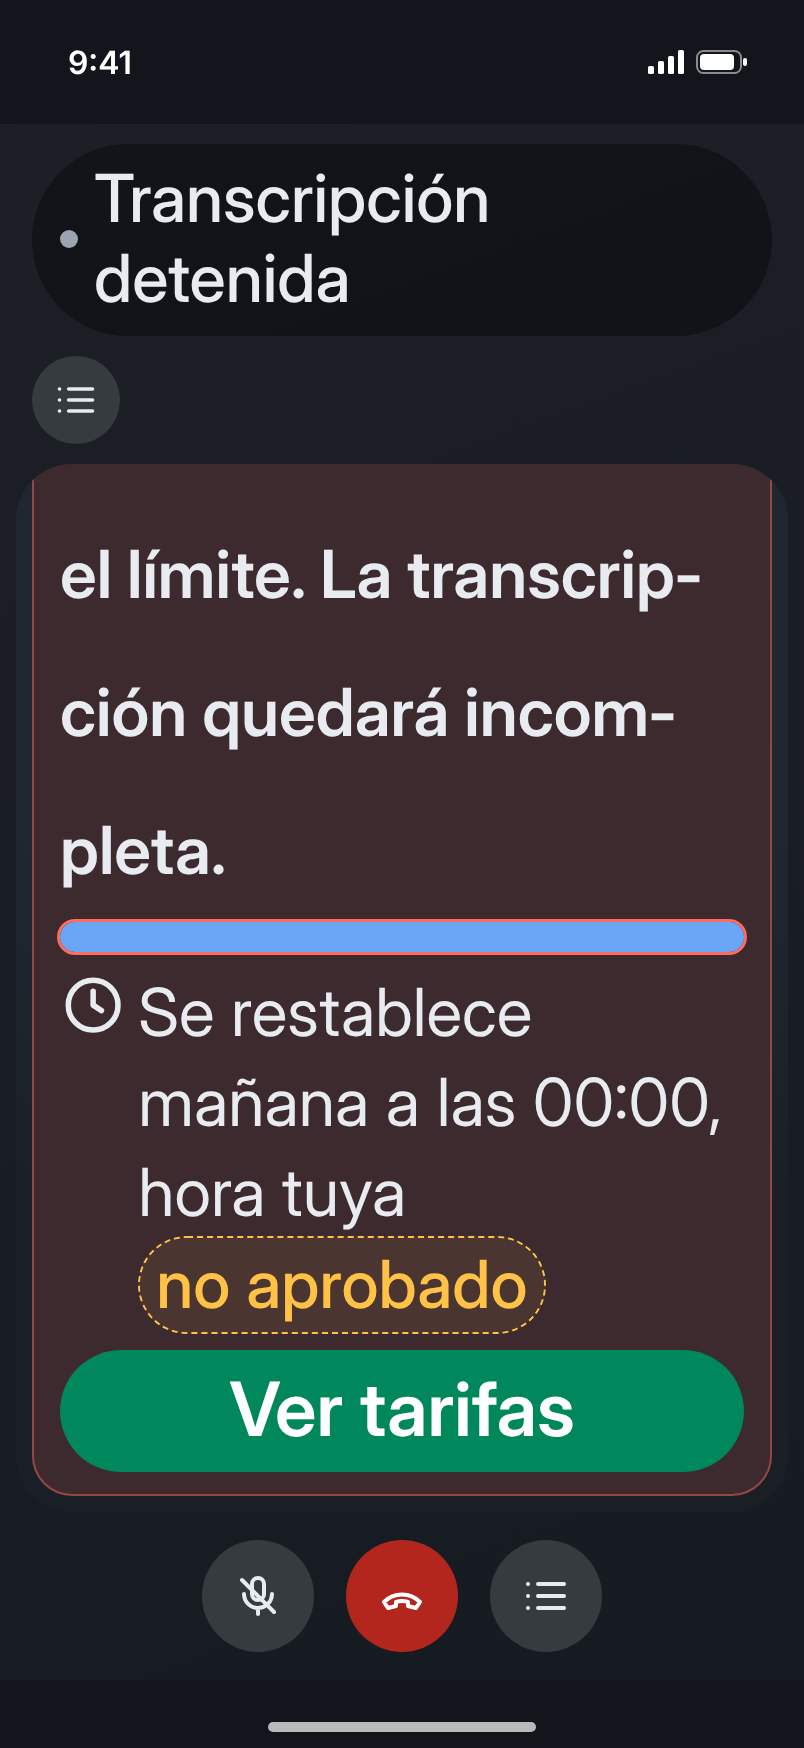 9:41
Transcripción
detenida
el límite. La transcrip-
ción quedará incom-
pleta.
Se restablece
mañana a las 00:00,
hora tuya
no aprobado
Ver tarifas